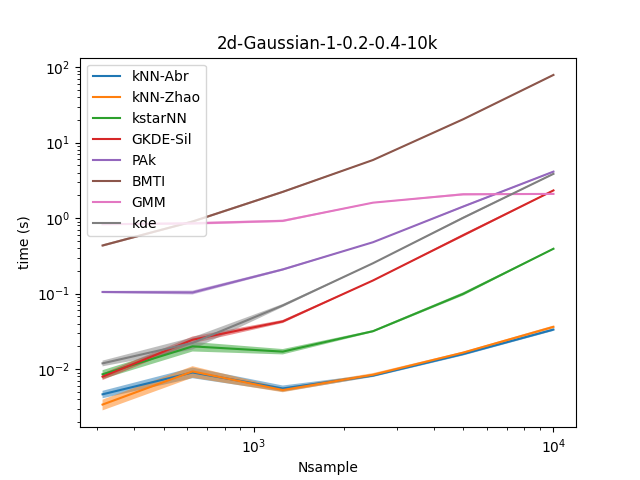 2d-Gaussian-1-0.2-0.4-10k
time (s)
10²
10¹
10⁰
10⁻¹
10⁻²
kNN-Abr
kNN-Zhao
kstarNN
GKDE-Sil
PAk
BMTI
GMM
kde
10³
10⁴
Nsample